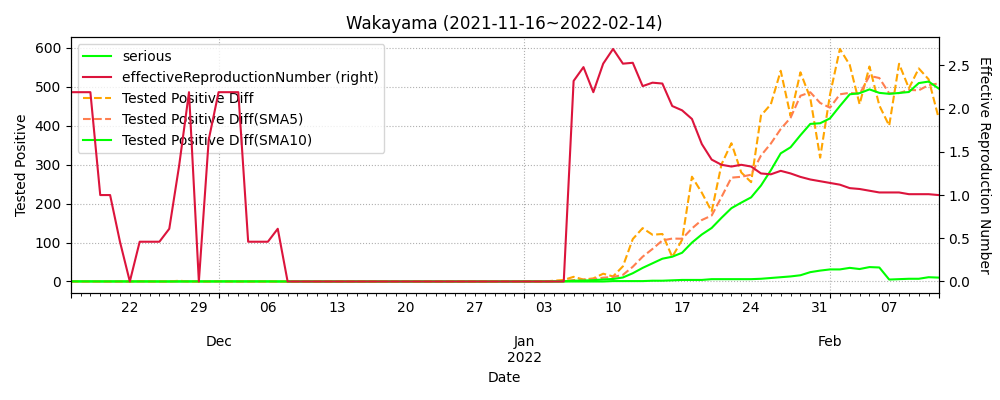 Wakayama (2021-11-16~2022-02-14)
serious
effectiveReproductionNumber (right)
Tested Positive Diff
Tested Positive Diff(SMA5)
Tested Positive Diff(SMA10)
Tested Positive
600
500
400
300
200
100
0
2.5
2.0
1.5
1.0
0.5
0.0
Effective Reproduction Number
22 29 06 13 20 27 03 10 17 24 31 07
Dec Jan Feb
2022
Date